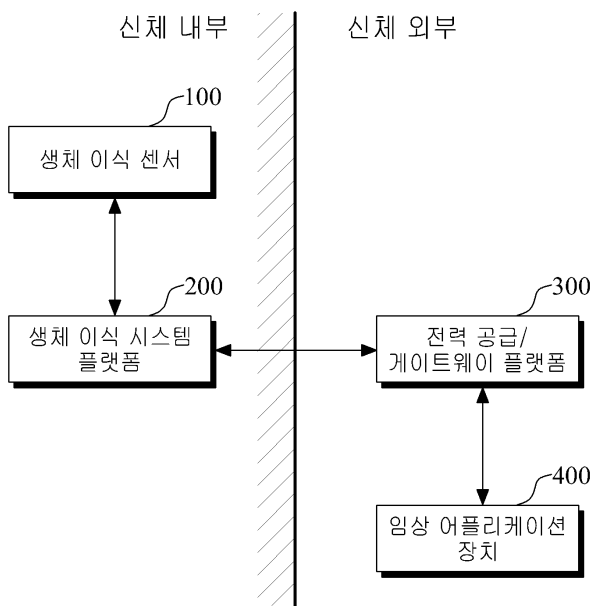 신체 내부
신체 외부
100
생체 이식 센서
200
생체 이식 시스템
플랫폼
300
전력 공급/
게이트웨이 플랫폼
400
임상 어플리케이션
장치